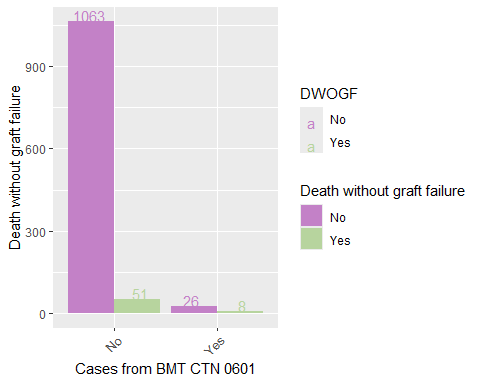 1063
900
600
300
0
51
26
8
No
Yes
Cases from BMT CTN 0601
Death without graft failure
DWOGF
a No
a Yes
Death without graft failure
No
Yes